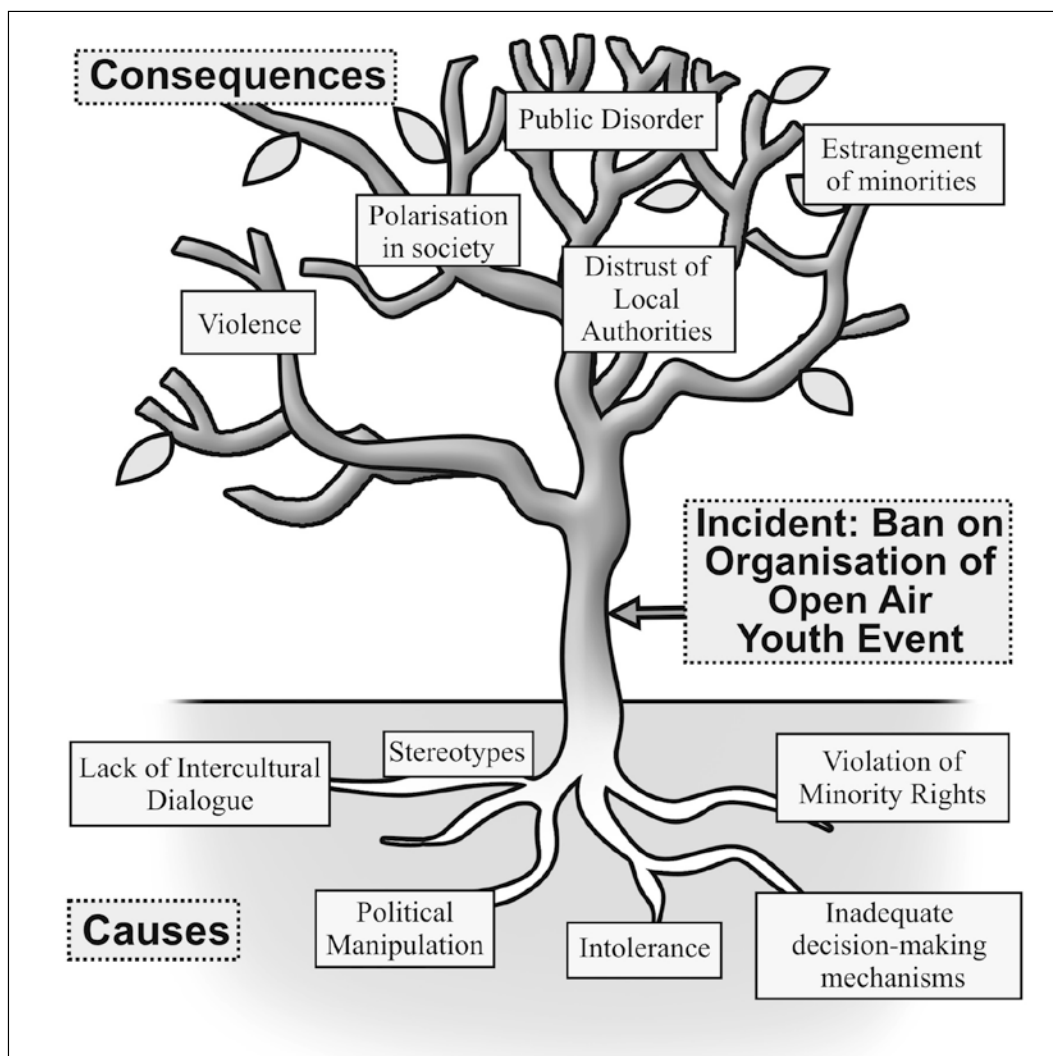 Consequences
Public Disorder
Estrangement
of minorities
Polarisation
in society
Distrust of
Local
Authorities
Violence
Incident: Ban on
Organisation of
Open Air
Youth Event
Stereotypes
Lack of Intercultural
Dialogue
Violation of
Minority Rights
Causes
Political
Manipulation
Intolerance
Inadequate
decision-making
mechanisms